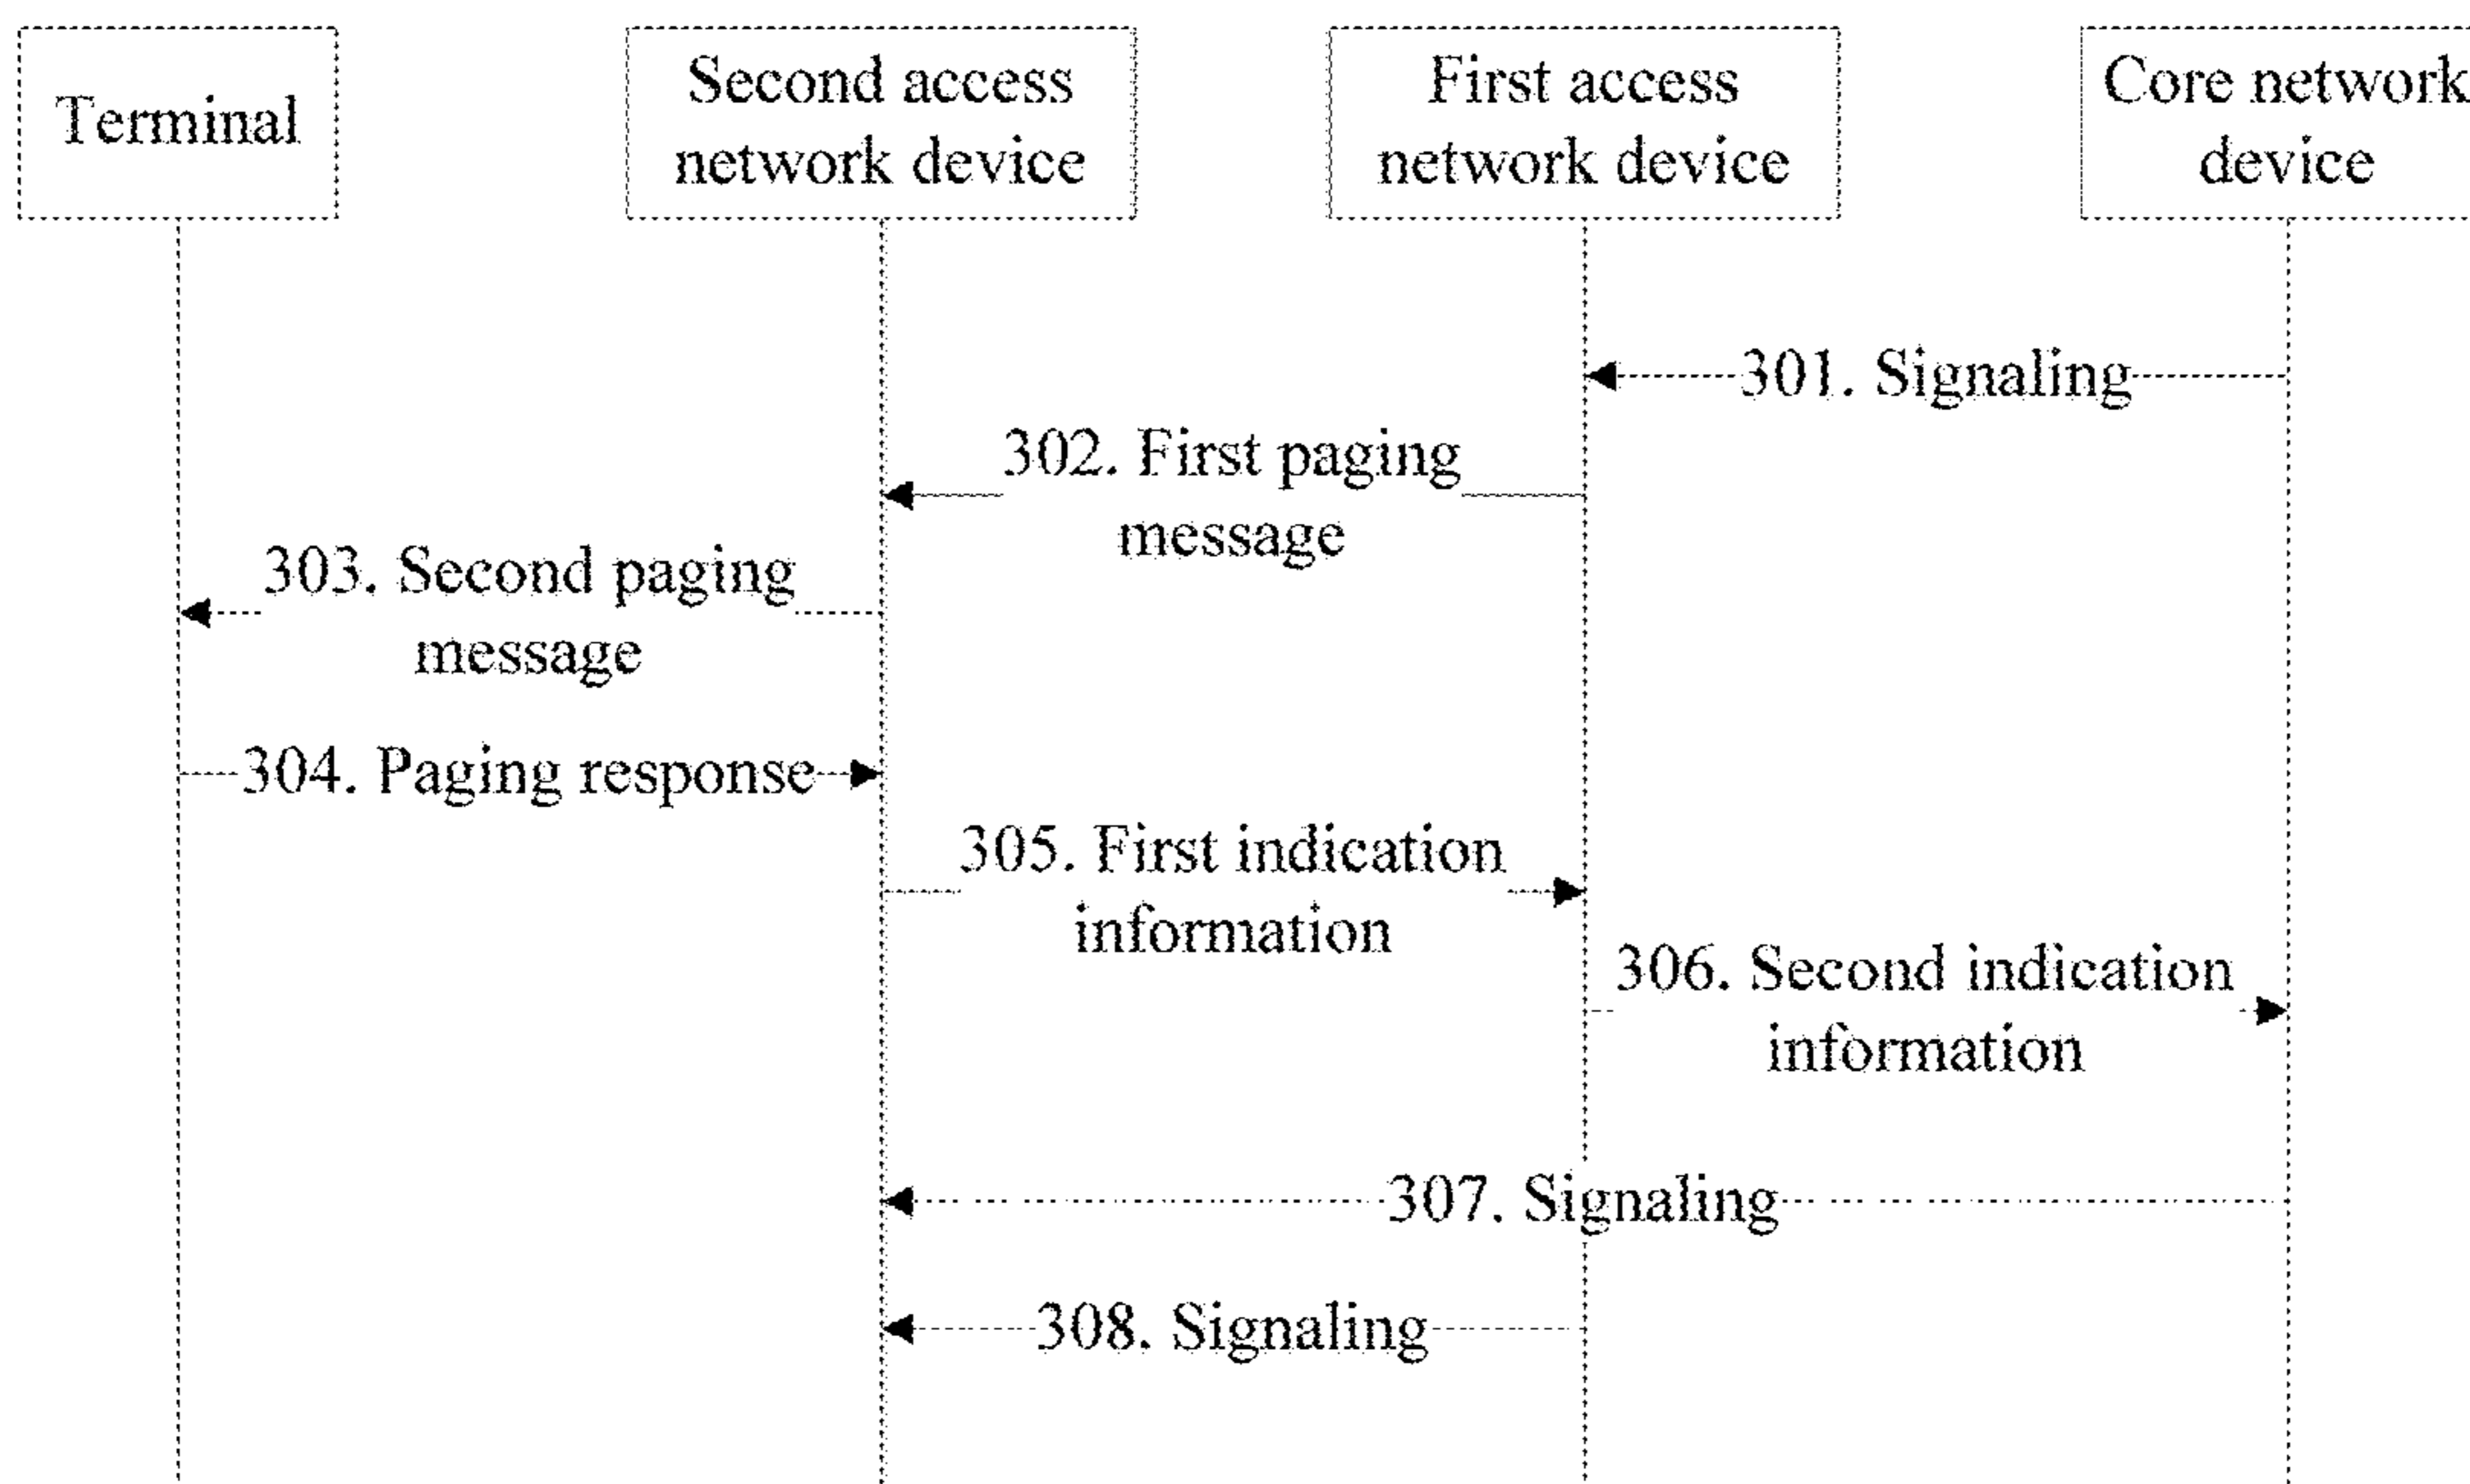 Terminal
Second access
network device
First access
network device
Core network
device
301. Signaling
302. First paging
message
303. Second paging
message
304. Paging response
305. First indication
information
306. Second indication
information
307. Signaling
308. Signaling